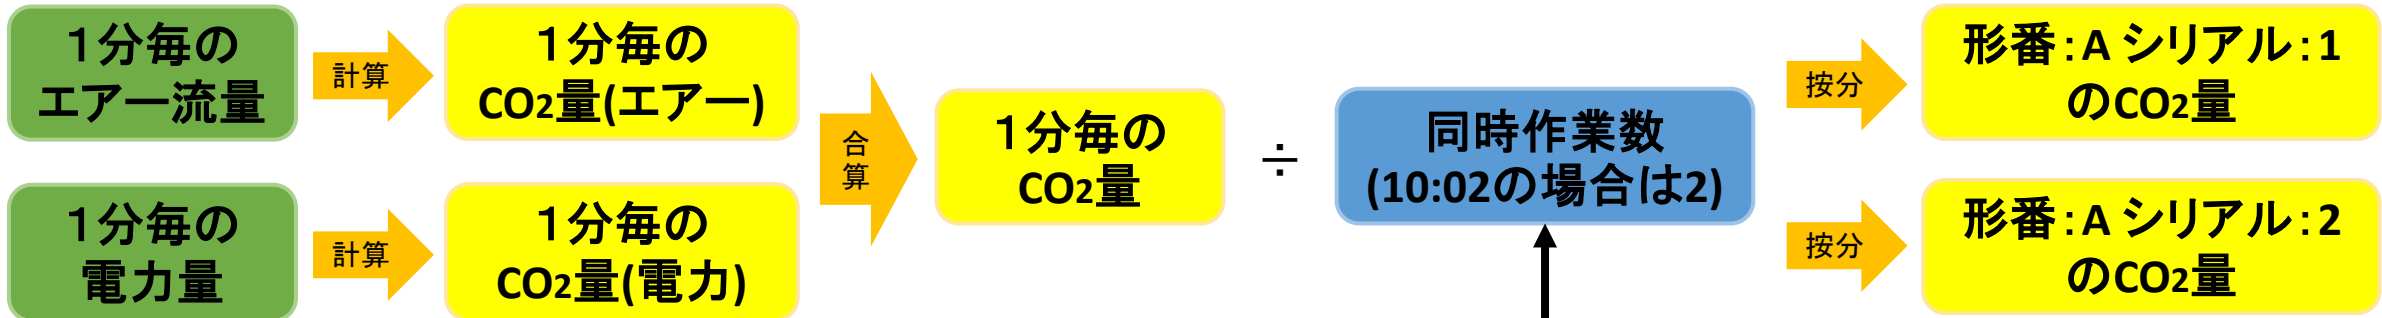 1分毎の
エアー流量
計算
1分毎の
CO2量(エアー)
1分毎の
電力量
計算
1分毎の
CO2量(電力)
合
算
1分毎の
CO2量
÷
同時作業数
(10:02の場合は2)
按分
形番:A シリアル:1
のCO2量
按分
形番:A シリアル:2
のCO2量